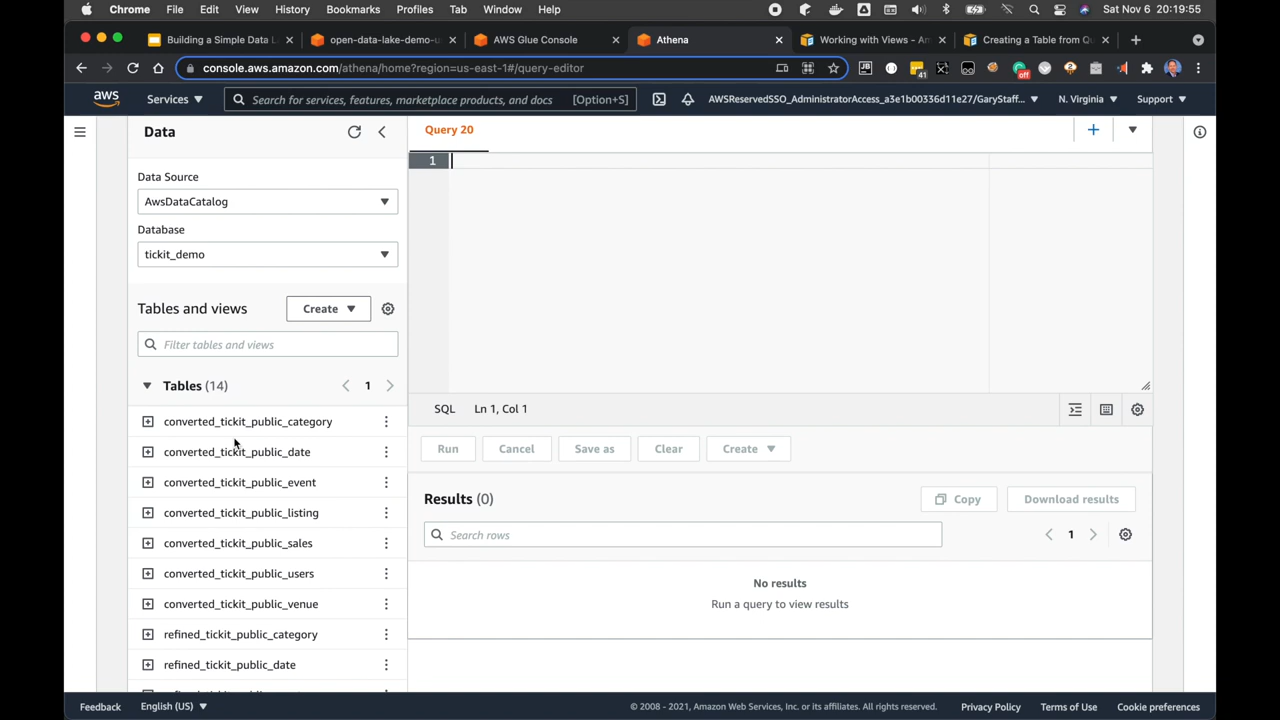 Chrome File Edit View History Bookmarks Profiles Tab Window Help Sat Nov 6 20:19:55
Building a Simple Data L open-data-lake-demo-u AWS Glue Console Athena Working with Views - Am Creating a Table from Qu
console.aws.amazon.com/athena/home?region=us-east-1#/query-editor 41 off
aws Services Search for services, features, marketplace products, and docs [Option+S] AWSReservedSSO_AdministratorAccess_a3e1b00336d11e27/GaryStaff... N. Virginia Support
Data
Query 20
1
Data Source
AwsDataCatalog
Database
tickit_demo
Tables and views Create
Filter tables and views
Tables (14) 1
SQL Ln 1, Col 1
converted_tickit_public_category
converted_tickit_public_date
converted_tickit_public_event
converted_tickit_public_listing
converted_tickit_public_sales
converted_tickit_public_users
converted_tickit_public_venue
refined_tickit_public_category
refined_tickit_public_date
Run Cancel Save as Clear Create
Results (0) Copy Download results
Search rows 1
No results
Run a query to view results
Feedback English (US) © 2008 - 2021, Amazon Web Services, Inc. or its affiliates. All rights reserved. Privacy Policy Terms of Use Cookie preferences